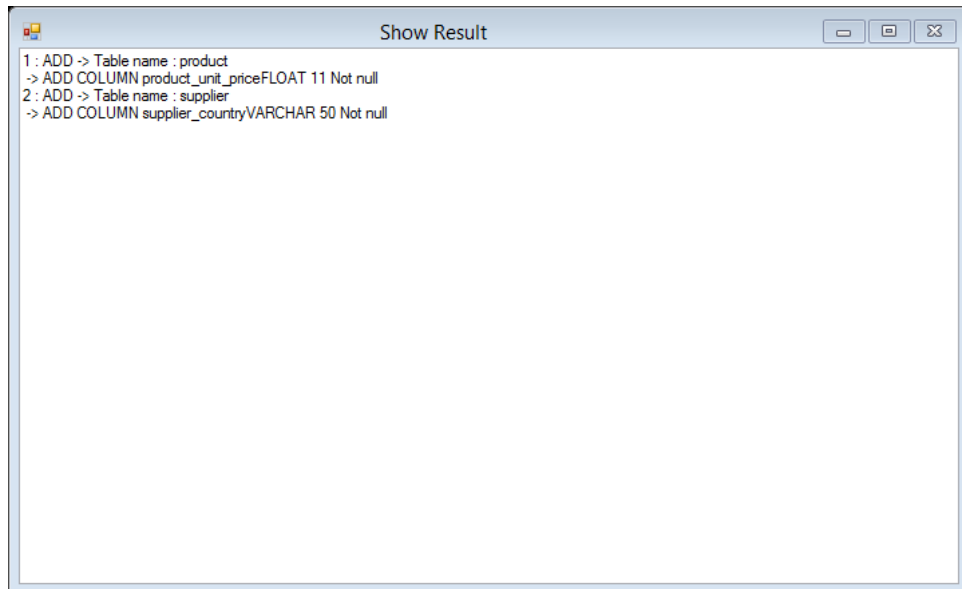 Show Result
1 : ADD -> Table name : product
-> ADD COLUMN product_unit_priceFLOAT 11 Not null
2 : ADD -> Table name : supplier
-> ADD COLUMN supplier_countryVARCHAR 50 Not null